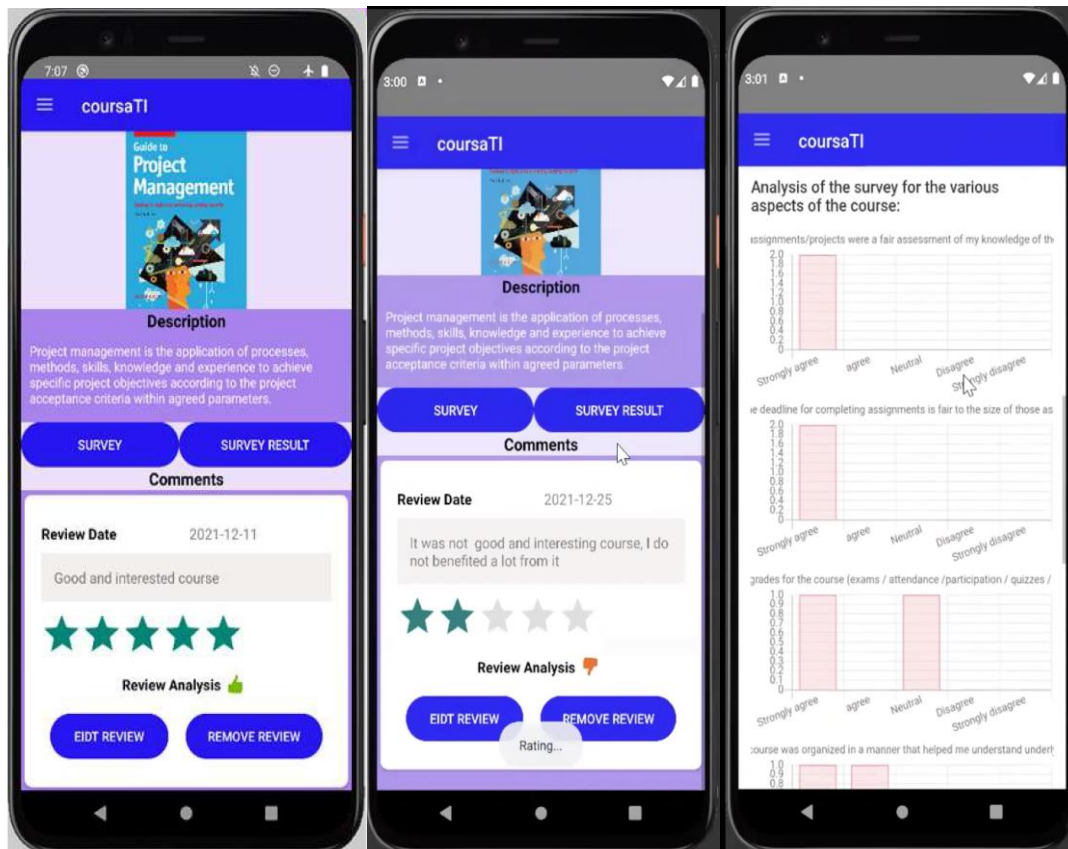 7:07
coursaTI
Guide to
Project
Management
Description
Project management is the application of processes,
methods, skills, knowledge and experience to achieve
specific project objectives according to the project
acceptance criteria within agreed parameters.
SURVEY
SURVEY RESULT
Comments
Review Date
2021-12-11
Good and interested course
Review Analysis
EIDT REVIEW
REMOVE REVIEW
3:00
coursaTI
Description
Project management is the application of processes,
methods, skills, knowledge and experience to achieve
specific project objectives according to the project
acceptance criteria within agreed parameters.
SURVEY
SURVEY RESULT
Comments
Review Date
2021-12-25
It was not good and interesting course, I do
not benefited a lot from it
Review Analysis
EIDT REVIEW
REMOVE REVIEW
Rating...
3:01
coursaTI
Analysis of the survey for the various
aspects of the course:
assignments/projects were a fair assessment of my knowledge of th
2.0
1.8
1.6
1.4
1.2
1.0
0.8
0.6
0.4
0.2
0
Strongly agree
agree
Neutral
Disagree
Strongly disagree
e deadline for completing assignments is fair to the size of those as
2.0
1.8
1.6
1.4
1.2
1.0
0.8
0.6
0.4
0.2
0
Strongly agree
agree
Neutral
Disagree
Strongly disagree
grades for the course (exams / attendance /participation / quizzes /
1.0
0.9
0.8
0.7
0.6
0.5
0.4
0.3
0.2
0.1
0
Strongly agree
agree
Neutral
Disagree
Strongly disagree
course was organized in a manner that helped me understand underl
1.0
0.9
0.8